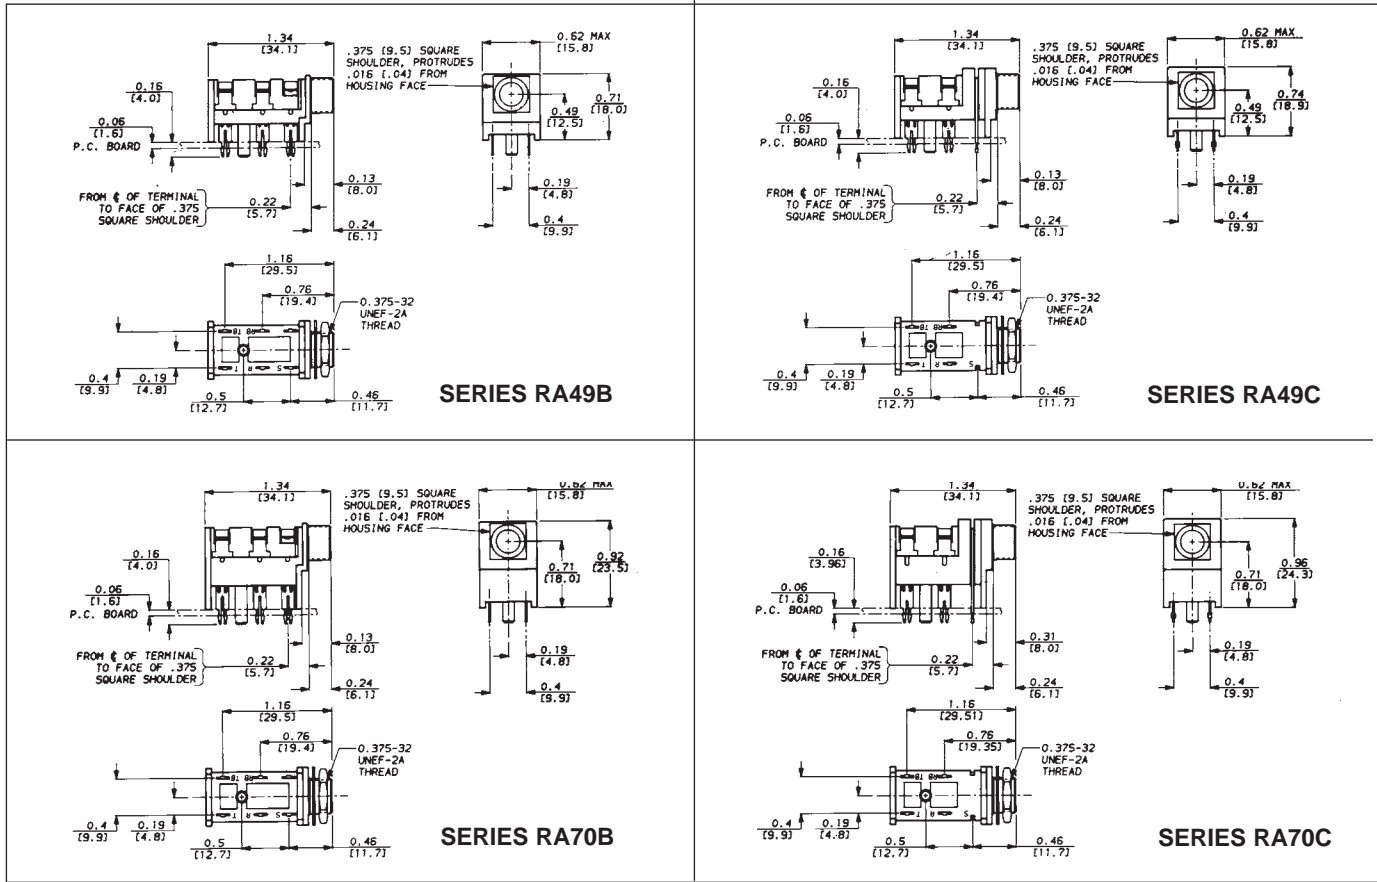 1.34
[34.1]
.375 [9.5] SQUARE
SHOULDER, PROTRUDES
.016 [.04] FROM
HOUSING FACE
0.62 MAX
[15.8]
0.16
[4.0]
0.06
[1.6]
P.C. BOARD
0.71
[18.0]
0.49
[12.5]
FROM ℄ OF TERMINAL
TO FACE OF .375
SQUARE SHOULDER
0.22
[5.7]
0.13
[8.0]
0.24
[6.1]
0.19
[4.8]
0.4
[9.9]
1.16
[29.5]
0.76
[19.4]
0.375-32
UNEF-2A
THREAD
TB RB
T R S
0.4
[9.9]
0.19
[4.8]
0.5
[12.7]
0.46
[11.7]
SERIES RA49B
1.34
[34.1]
.375 [9.5] SQUARE
SHOULDER, PROTRUDES
.016 [.04] FROM
HOUSING FACE
0.62 MAX
[15.8]
0.16
[4.0]
0.06
[1.6]
P.C. BOARD
0.74
[18.9]
0.49
[12.5]
FROM ℄ OF TERMINAL
TO FACE OF .375
SQUARE SHOULDER
0.22
[5.7]
0.13
[8.0]
0.24
[6.1]
0.19
[4.8]
0.4
[9.9]
1.16
[29.5]
0.76
[19.4]
0.375-32
UNEF-2A
THREAD
TB RB
T R S
0.4
[9.9]
0.19
[4.8]
0.5
[12.7]
0.46
[11.7]
SERIES RA49C
1.34
[34.1]
.375 [9.5] SQUARE
SHOULDER, PROTRUDES
.016 [.04] FROM
HOUSING FACE
0.62 MAX
[15.8]
0.16
[4.0]
0.06
[1.6]
P.C. BOARD
0.92
[23.5]
0.71
[18.0]
FROM ℄ OF TERMINAL
TO FACE OF .375
SQUARE SHOULDER
0.22
[5.7]
0.13
[8.0]
0.24
[6.1]
0.19
[4.8]
0.4
[9.9]
1.16
[29.5]
0.76
[19.4]
0.375-32
UNEF-2A
THREAD
TB RB
T R S
0.4
[9.9]
0.19
[4.8]
0.5
[12.7]
0.46
[11.7]
SERIES RA70B
1.34
[34.1]
.375 [9.5] SQUARE
SHOULDER, PROTRUDES
.016 [.04] FROM
HOUSING FACE
0.62 MAX
[15.8]
0.16
[3.96]
0.06
[1.6]
P.C. BOARD
0.96
[24.3]
0.71
[18.0]
FROM ℄ OF TERMINAL
TO FACE OF .375
SQUARE SHOULDER
0.22
[5.7]
0.31
[8.0]
0.24
[6.1]
0.19
[4.8]
0.4
[9.9]
1.16
[29.51]
0.76
[19.35]
0.375-32
UNEF-2A
THREAD
TB RB
T R S
0.4
[9.9]
0.19
[4.8]
0.5
[12.7]
0.46
[11.7]
SERIES RA70C